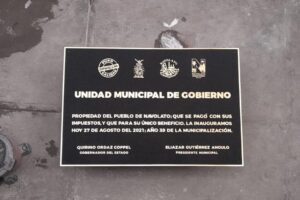 UNIDAD MUNICIPAL DE GOBIERNO
PROPIEDAD DEL PUEBLO DE NAVOLATO; QUE SE PAGÓ CON SUS
IMPUESTOS, Y QUE PARA SU ÚNICO BENEFICIO, LA INAUGURAMOS
HOY 27 DE AGOSTO DEL 2021; AÑO 39 DE LA MUNICIPALIZACIÓN.
QUIRINO ORDAZ COPPEL
GOBERNADOR DEL ESTADO
ELIAZAR GUTIÉRREZ ANGULO
PRESIDENTE MUNICIPAL